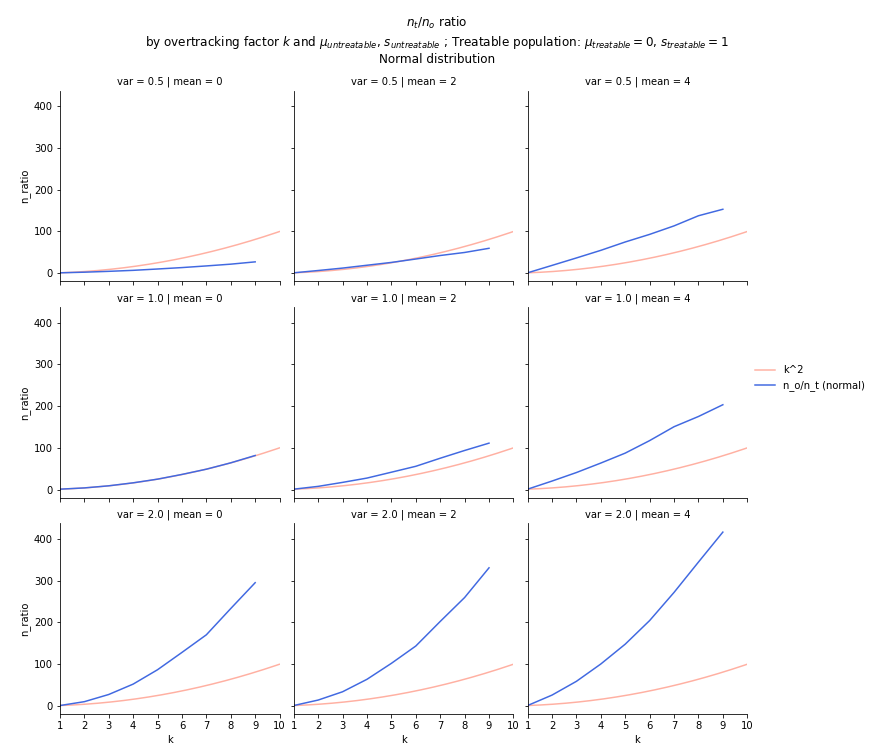 n_t/n_o ratio
by overtracking factor k and μ_untreatable, s_untreatable ; Treatable population: μ_treatable = 0, s_treatable = 1
Normal distribution
var = 0.5 | mean = 0
var = 0.5 | mean = 2
var = 0.5 | mean = 4
400
300
200
100
0
n_ratio
var = 1.0 | mean = 0
var = 1.0 | mean = 2
var = 1.0 | mean = 4
400
300
200
100
0
n_ratio
k^2
n_o/n_t (normal)
var = 2.0 | mean = 0
var = 2.0 | mean = 2
var = 2.0 | mean = 4
400
300
200
100
0
n_ratio
1 2 3 4 5 6 7 8 9 10
1 2 3 4 5 6 7 8 9 10
1 2 3 4 5 6 7 8 9 10
k
k
k